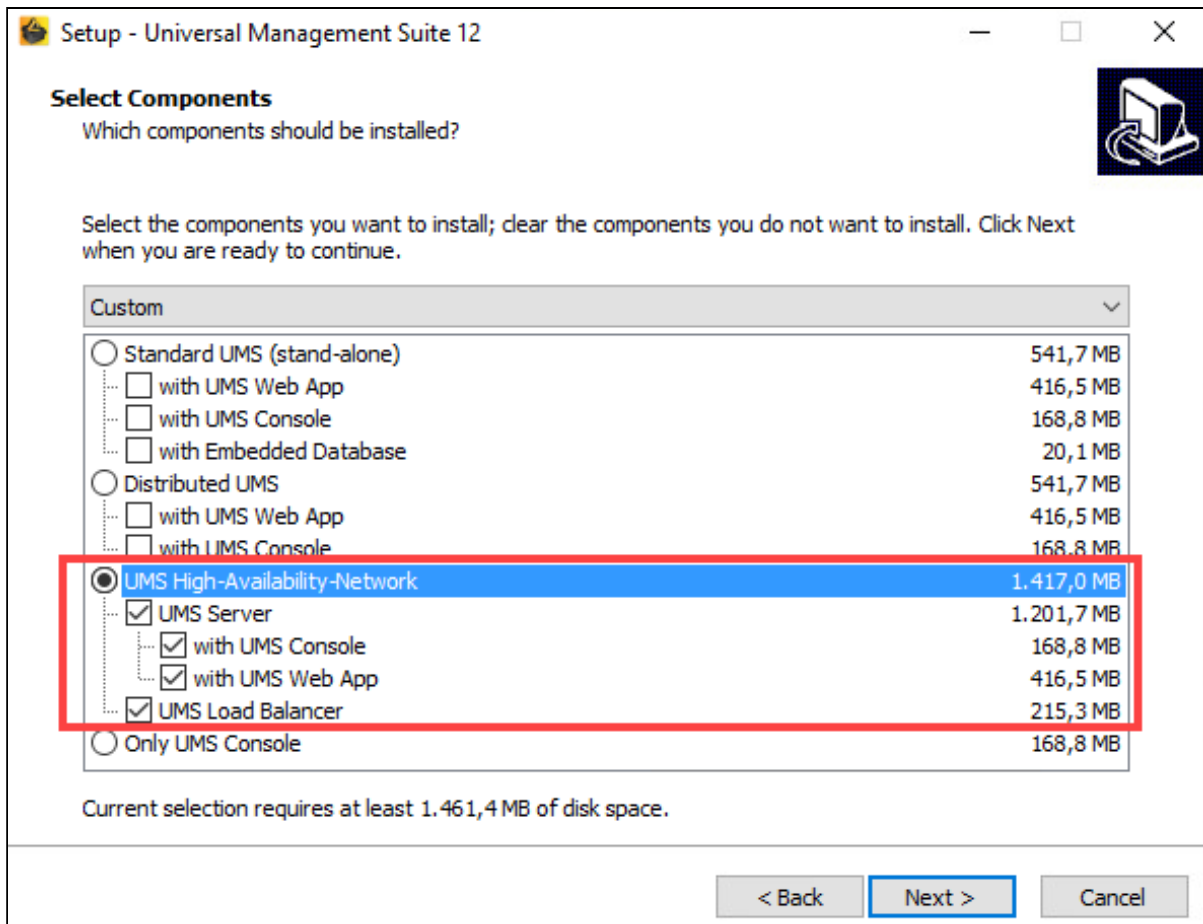 Setup - Universal Management Suite 12
Select Components
Which components should be installed?
Select the components you want to install; clear the components you do not want to install. Click Next
when you are ready to continue.
Custom
Standard UMS (stand-alone) 541,7 MB
with UMS Web App 416,5 MB
with UMS Console 168,8 MB
with Embedded Database 20,1 MB
Distributed UMS 541,7 MB
with UMS Web App 416,5 MB
with UMS Console 168,8 MB
UMS High-Availability-Network 1.417,0 MB
UMS Server 1.201,7 MB
with UMS Console 168,8 MB
with UMS Web App 416,5 MB
UMS Load Balancer 215,3 MB
Only UMS Console 168,8 MB
Current selection requires at least 1.461,4 MB of disk space.
< Back Next > Cancel